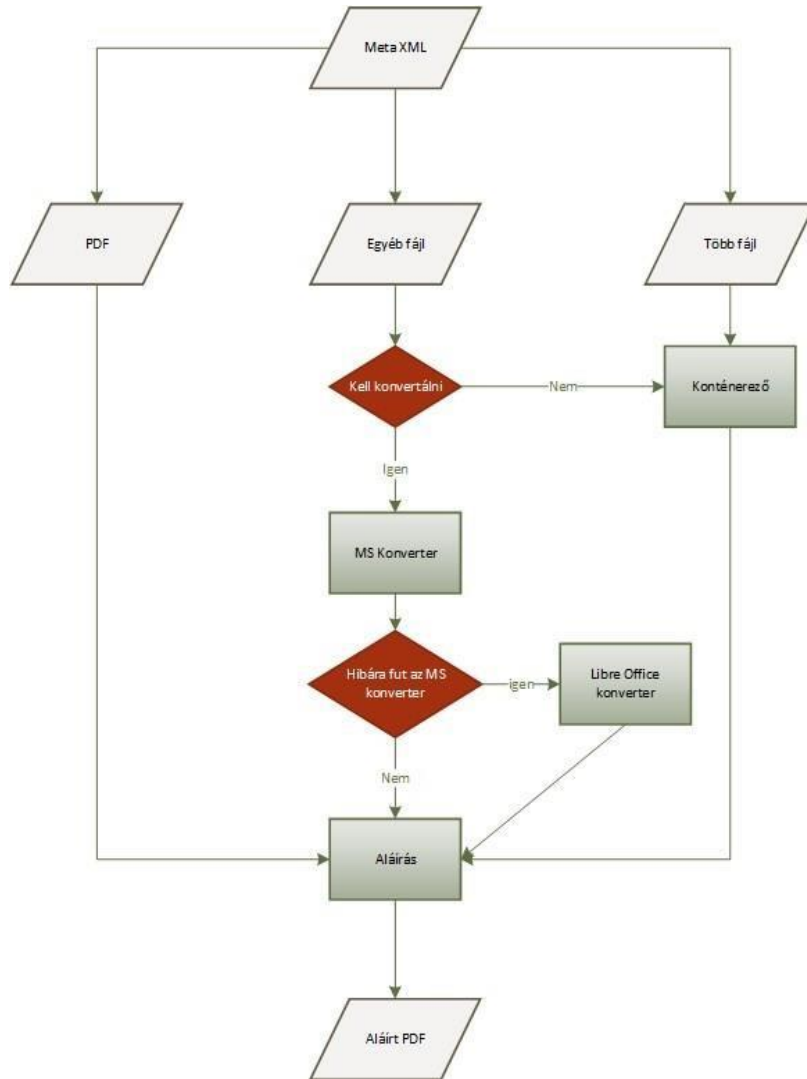 Meta XML
PDF
Egyéb fájl
Több fájl
Kell konvertálni
Nem
Konténerező
Igen
MS Konverter
Hibára fut az MS
konverter
igen
Libre Office
konverter
Nem
Aláírás
Aláírt PDF